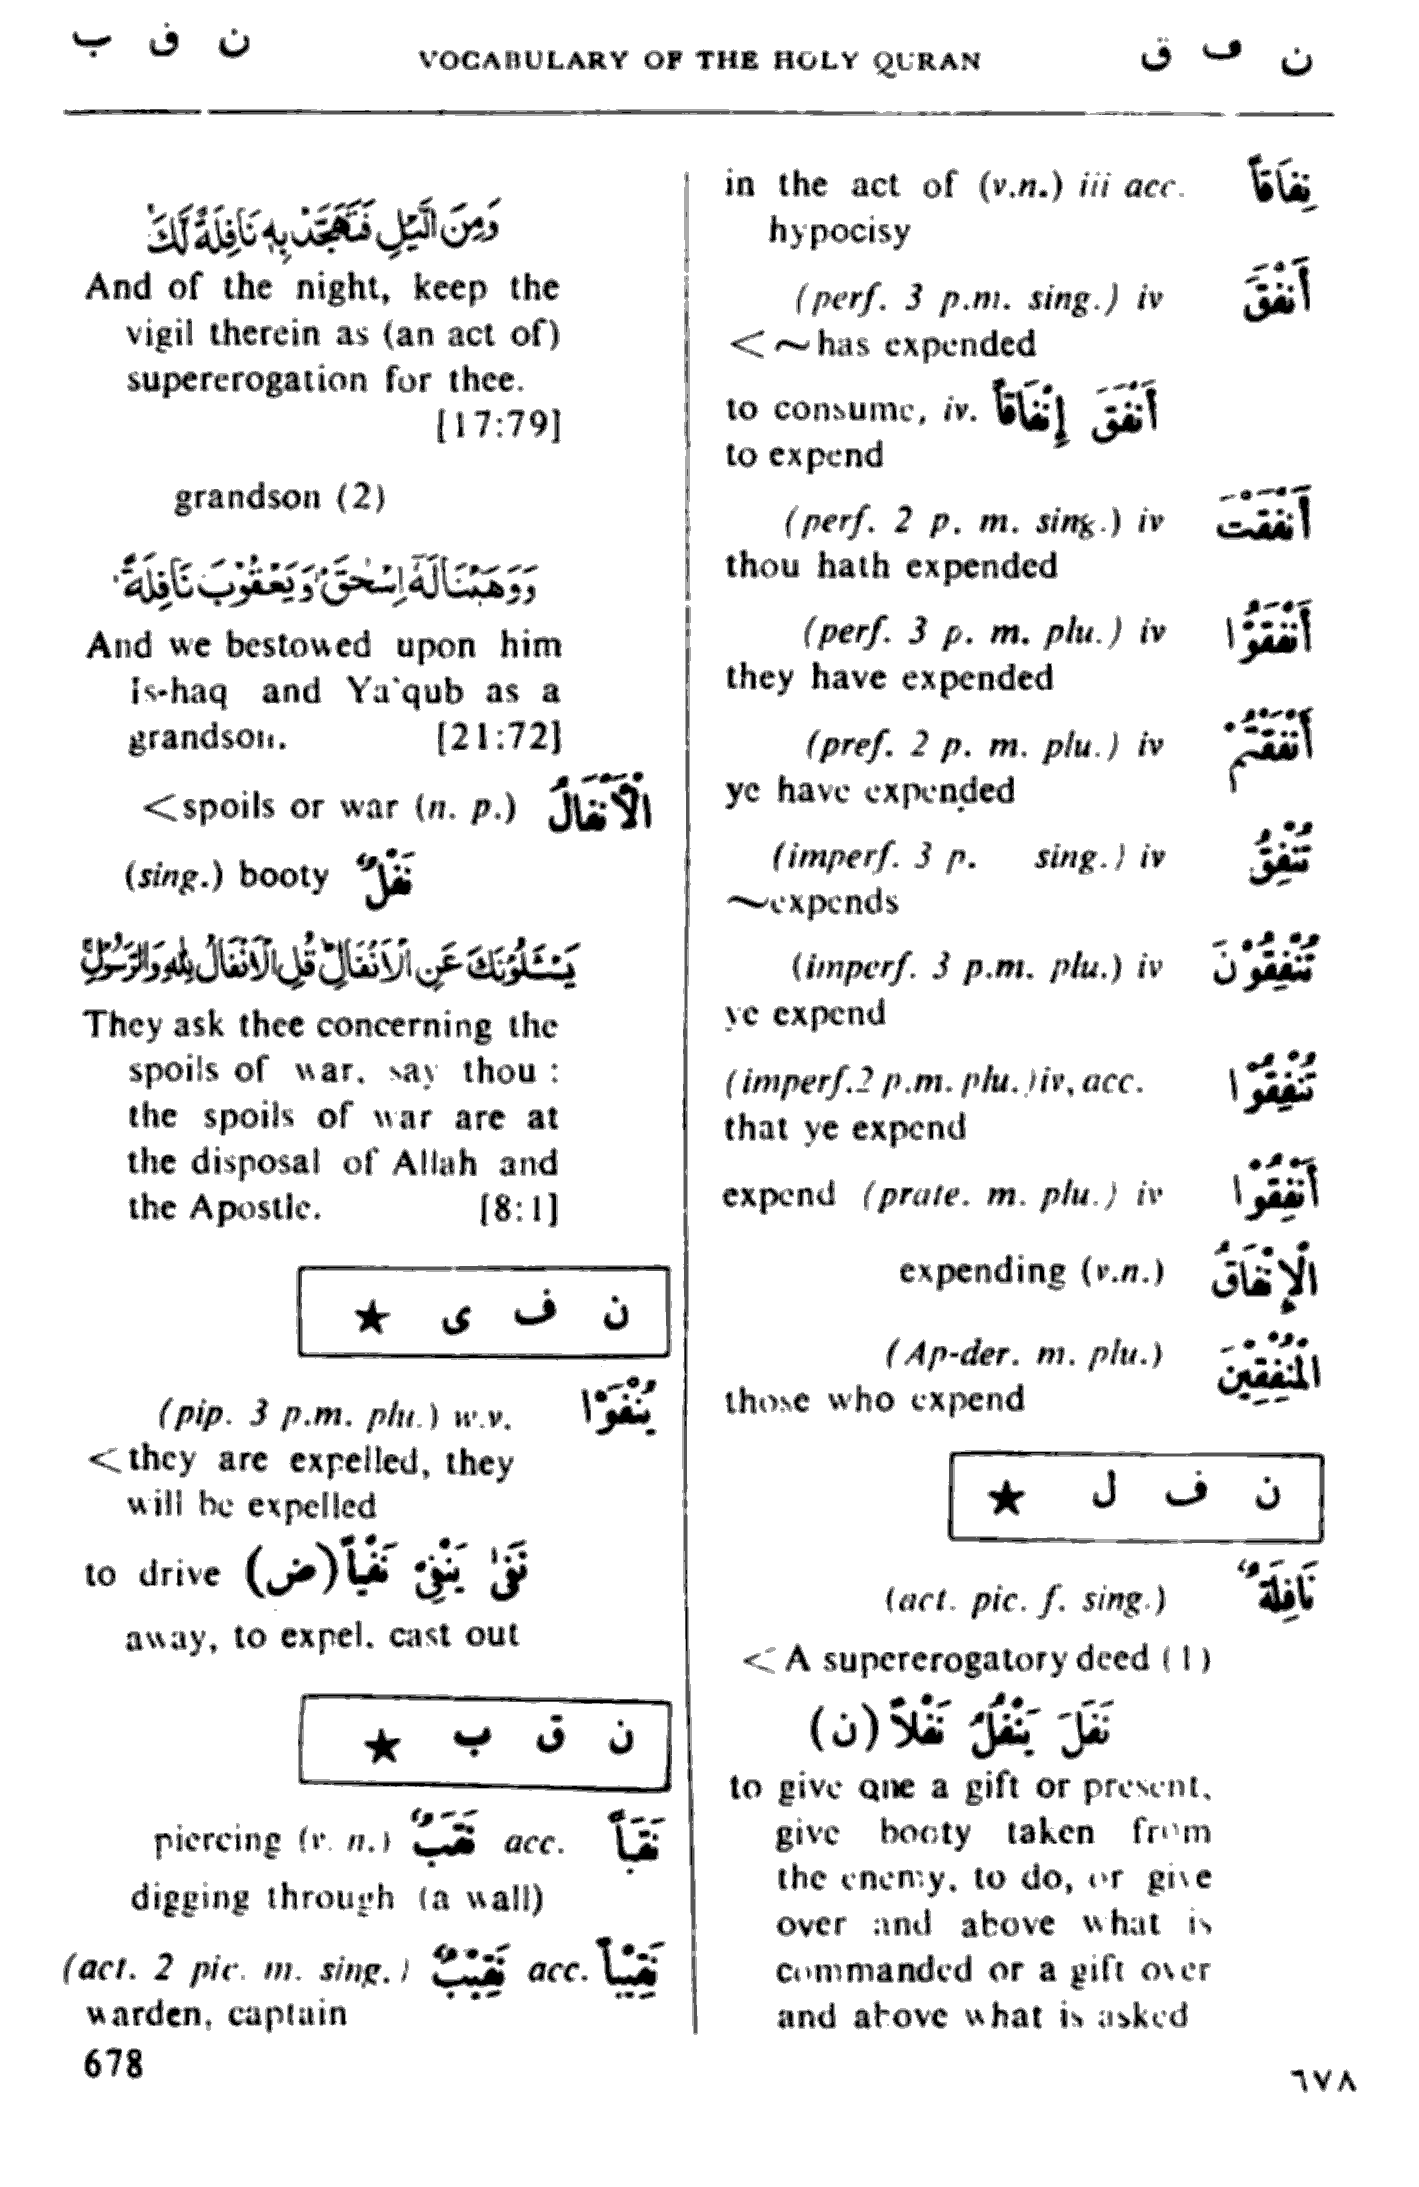 ن ف ق
VOCABULARY OF THE HOLY QURAN
ن ف ب
in the act of (v.n.) iii acc. نِفَاقاً
hypocisy
(perf. 3 p.m. sing.) iv أَنْفَقَ
< ~ has expended
to consume, iv. أَنْفَقَ إِنْفَاقاً
to expend
(perf. 2 p. m. sing.) iv أَنْفَقْتَ
thou hath expended
(perf. 3 p. m. plu.) iv أَنْفَقُوْا
they have expended
(pref. 2 p. m. plu.) iv أَنْفَقْتُمْ
ye have expended
(imperf. 3 p. sing.) iv يُنْفِقُ
~expends
(imperf. 3 p.m. plu.) iv تُنْفِقُوْنَ
ye expend
(imperf.2 p.m. plu.)iv, acc. تُنْفِقُوْا
that ye expend
expend (prate. m. plu.) iv أَنْفِقُوْا
expending (v.n.) الْإِنْفَاقُ
(Ap-der. m. plu.) الْمُنْفِقِيْنَ
those who expend
ن ف ل ★
(act. pic. f. sing.) نَافِلَةٌ
< A supererogatory deed (1)
نَفَلَ يَنْفُلُ نَفْلاً (ن)
to give one a gift or present,
give booty taken from
the enemy, to do, or give
over and above what is
commanded or a gift over
and above what is asked
وَمِنَ الَّيْلِ فَتَهَجَّدْ بِهٖ نَافِلَةً لَّكَ
And of the night, keep the
vigil therein as (an act of)
supererogation for thee.
[17:79]
grandson (2)
وَوَهَبْنَا لَهٗٓ اِسْحٰقَ وَيَعْقُوْبَ نَافِلَةً
And we bestowed upon him
Is-haq and Ya'qub as a
grandson. [21:72]
<spoils or war (n. p.) الْأَنْفَالُ
(sing.) booty نَفَلٌ
يَسْـَٔلُوْنَكَ عَنِ الْاَنْفَالِ قُلِ الْاَنْفَالُ لِلّٰهِ وَالرَّسُوْلِ
They ask thee concerning the
spoils of war. say thou :
the spoils of war are at
the disposal of Allah and
the Apostle. [8:1]
ن ف ى ★
(pip. 3 p.m. plu.) w.v. يُنْفَوْا
<they are expelled, they
will be expelled
to drive نَفٰى يَنْفِىْ نَفْياً (ض)
away, to expel. cast out
ن ق ب ★
piercing (v. n.) نَقْبٌ acc. نَقْباً
digging through (a wall)
(act. 2 pic. m. sing.) نَقِيْبٌ acc. نَقِيْباً
warden, captain
678
٦٧٨